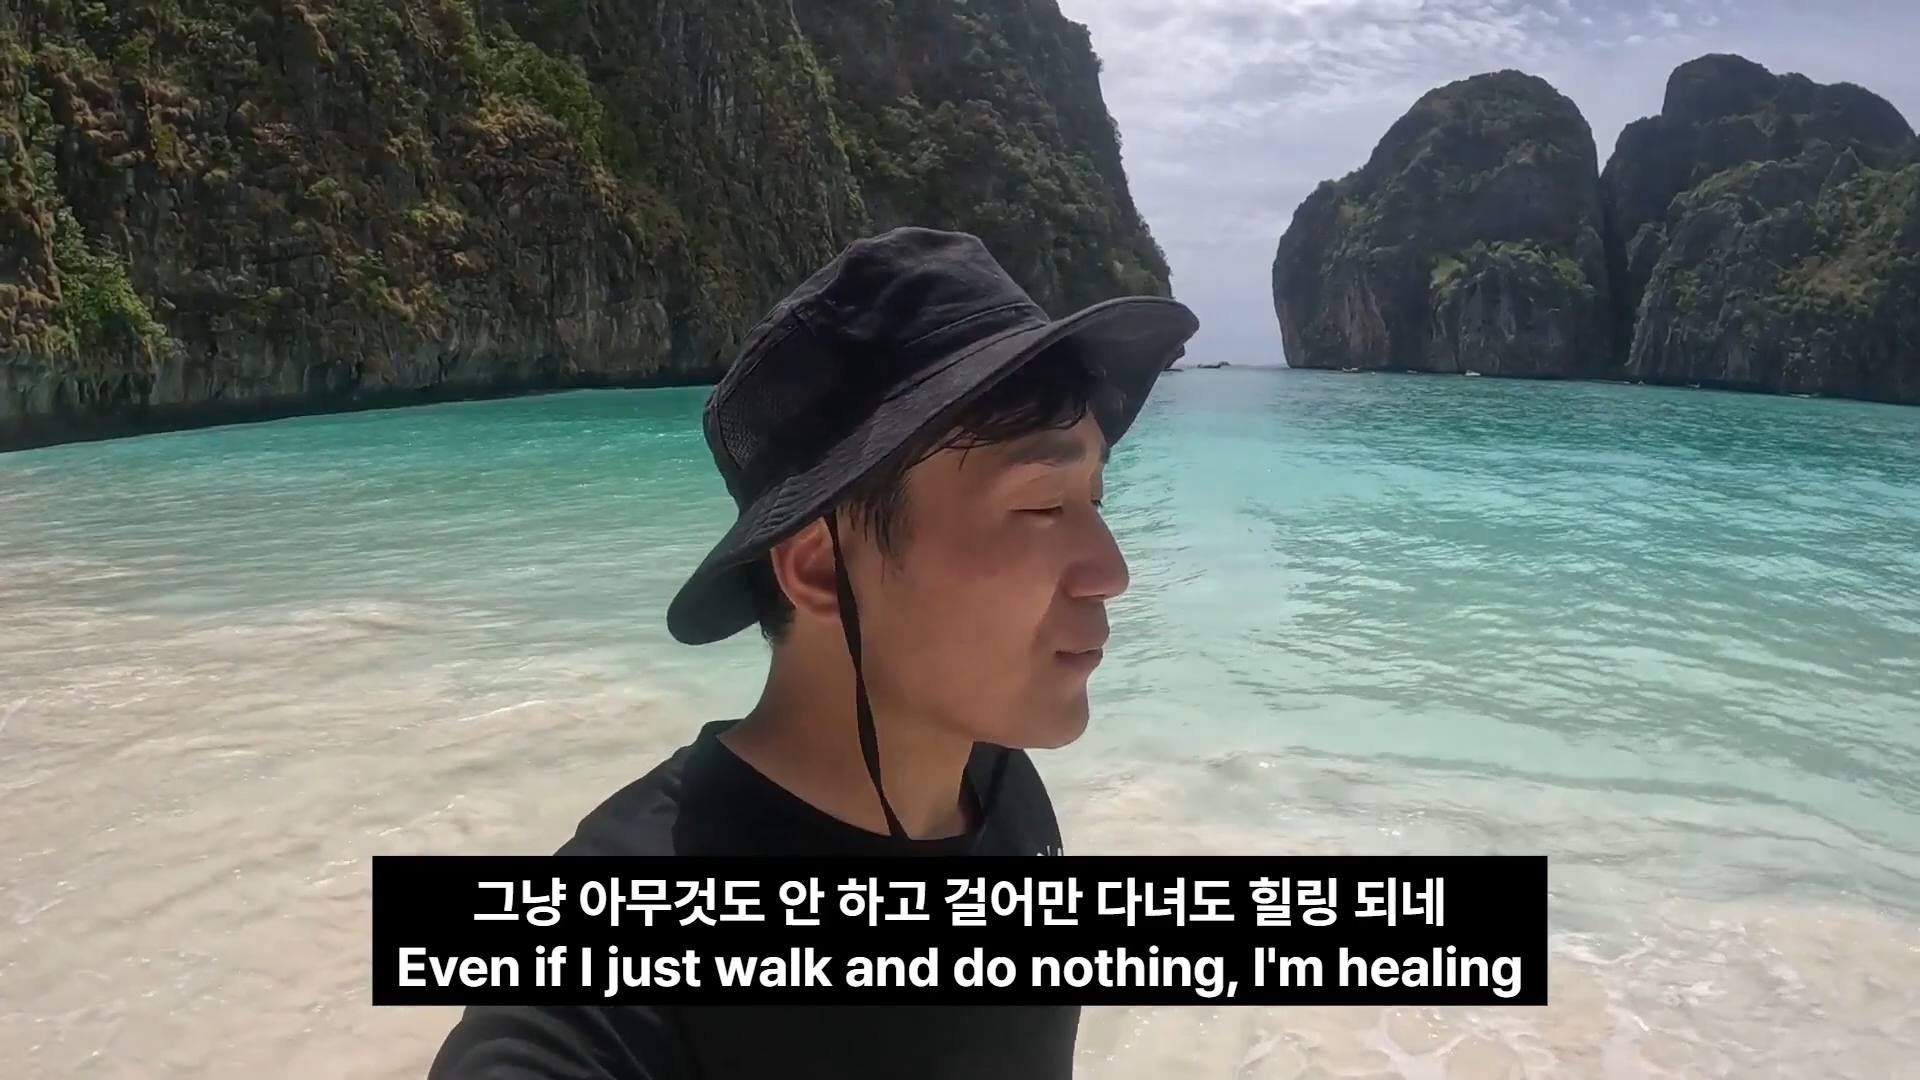 그냥 아무것도 안 하고 걸어만 다녀도 힐링 되네
Even if I just walk and do nothing, I'm healing